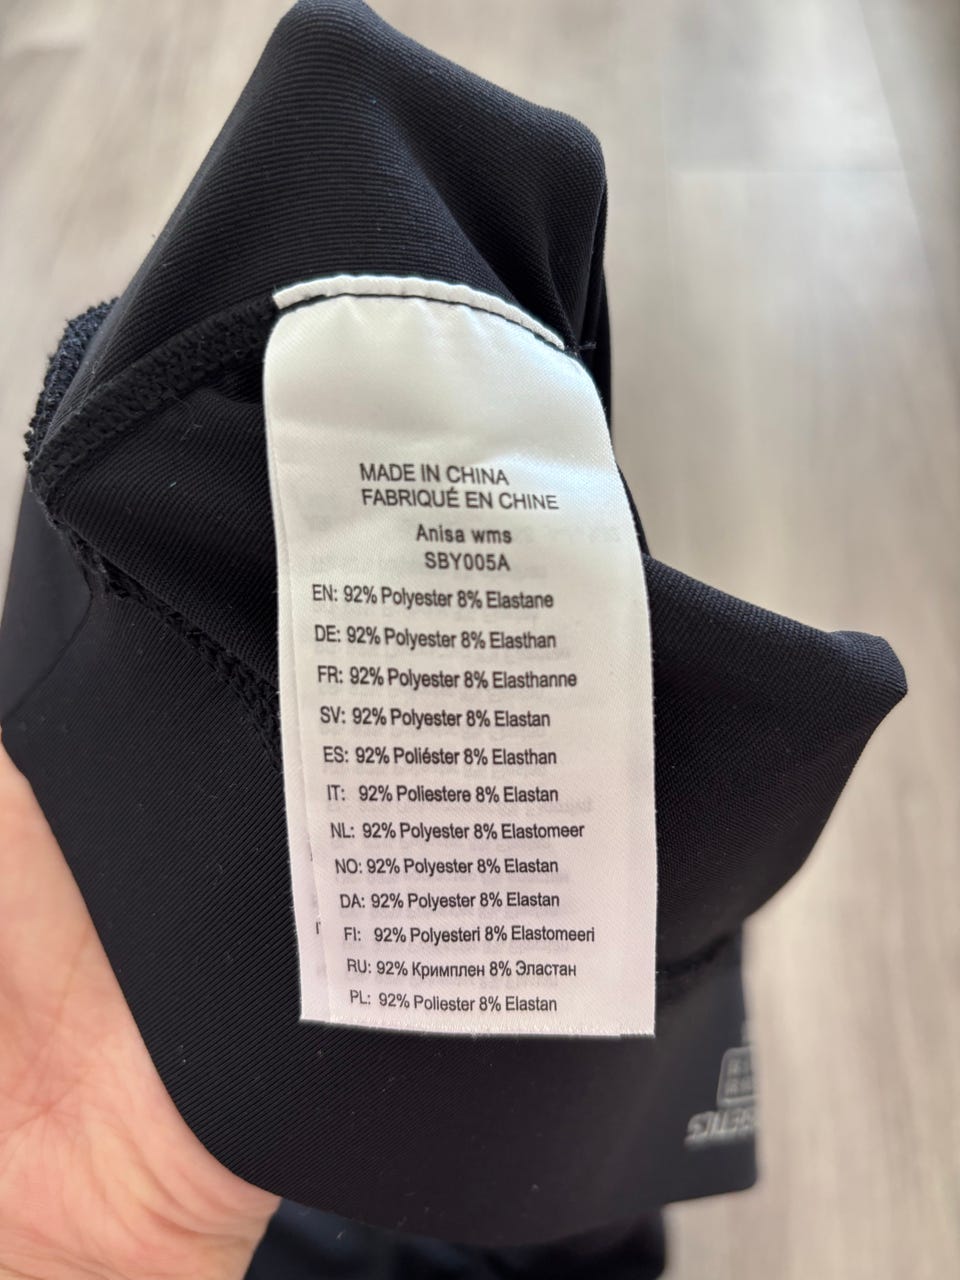 MADE IN CHINA
FABRIQUÉ EN CHINE
Anisa wms
SBY005A
EN: 92% Polyester 8% Elastane
DE: 92% Polyester 8% Elasthan
FR: 92% Polyester 8% Elasthanne
SV: 92% Polyester 8% Elastan
ES: 92% Poliéster 8% Elasthan
IT: 92% Poliestere 8% Elastan
NL: 92% Polyester 8% Elastomeer
NO: 92% Polyester 8% Elastan
DA: 92% Polyester 8% Elastan
FI: 92% Polyesteri 8% Elastomeeri
RU: 92% Кримплен 8% Эластан
PL: 92% Poliester 8% Elastan